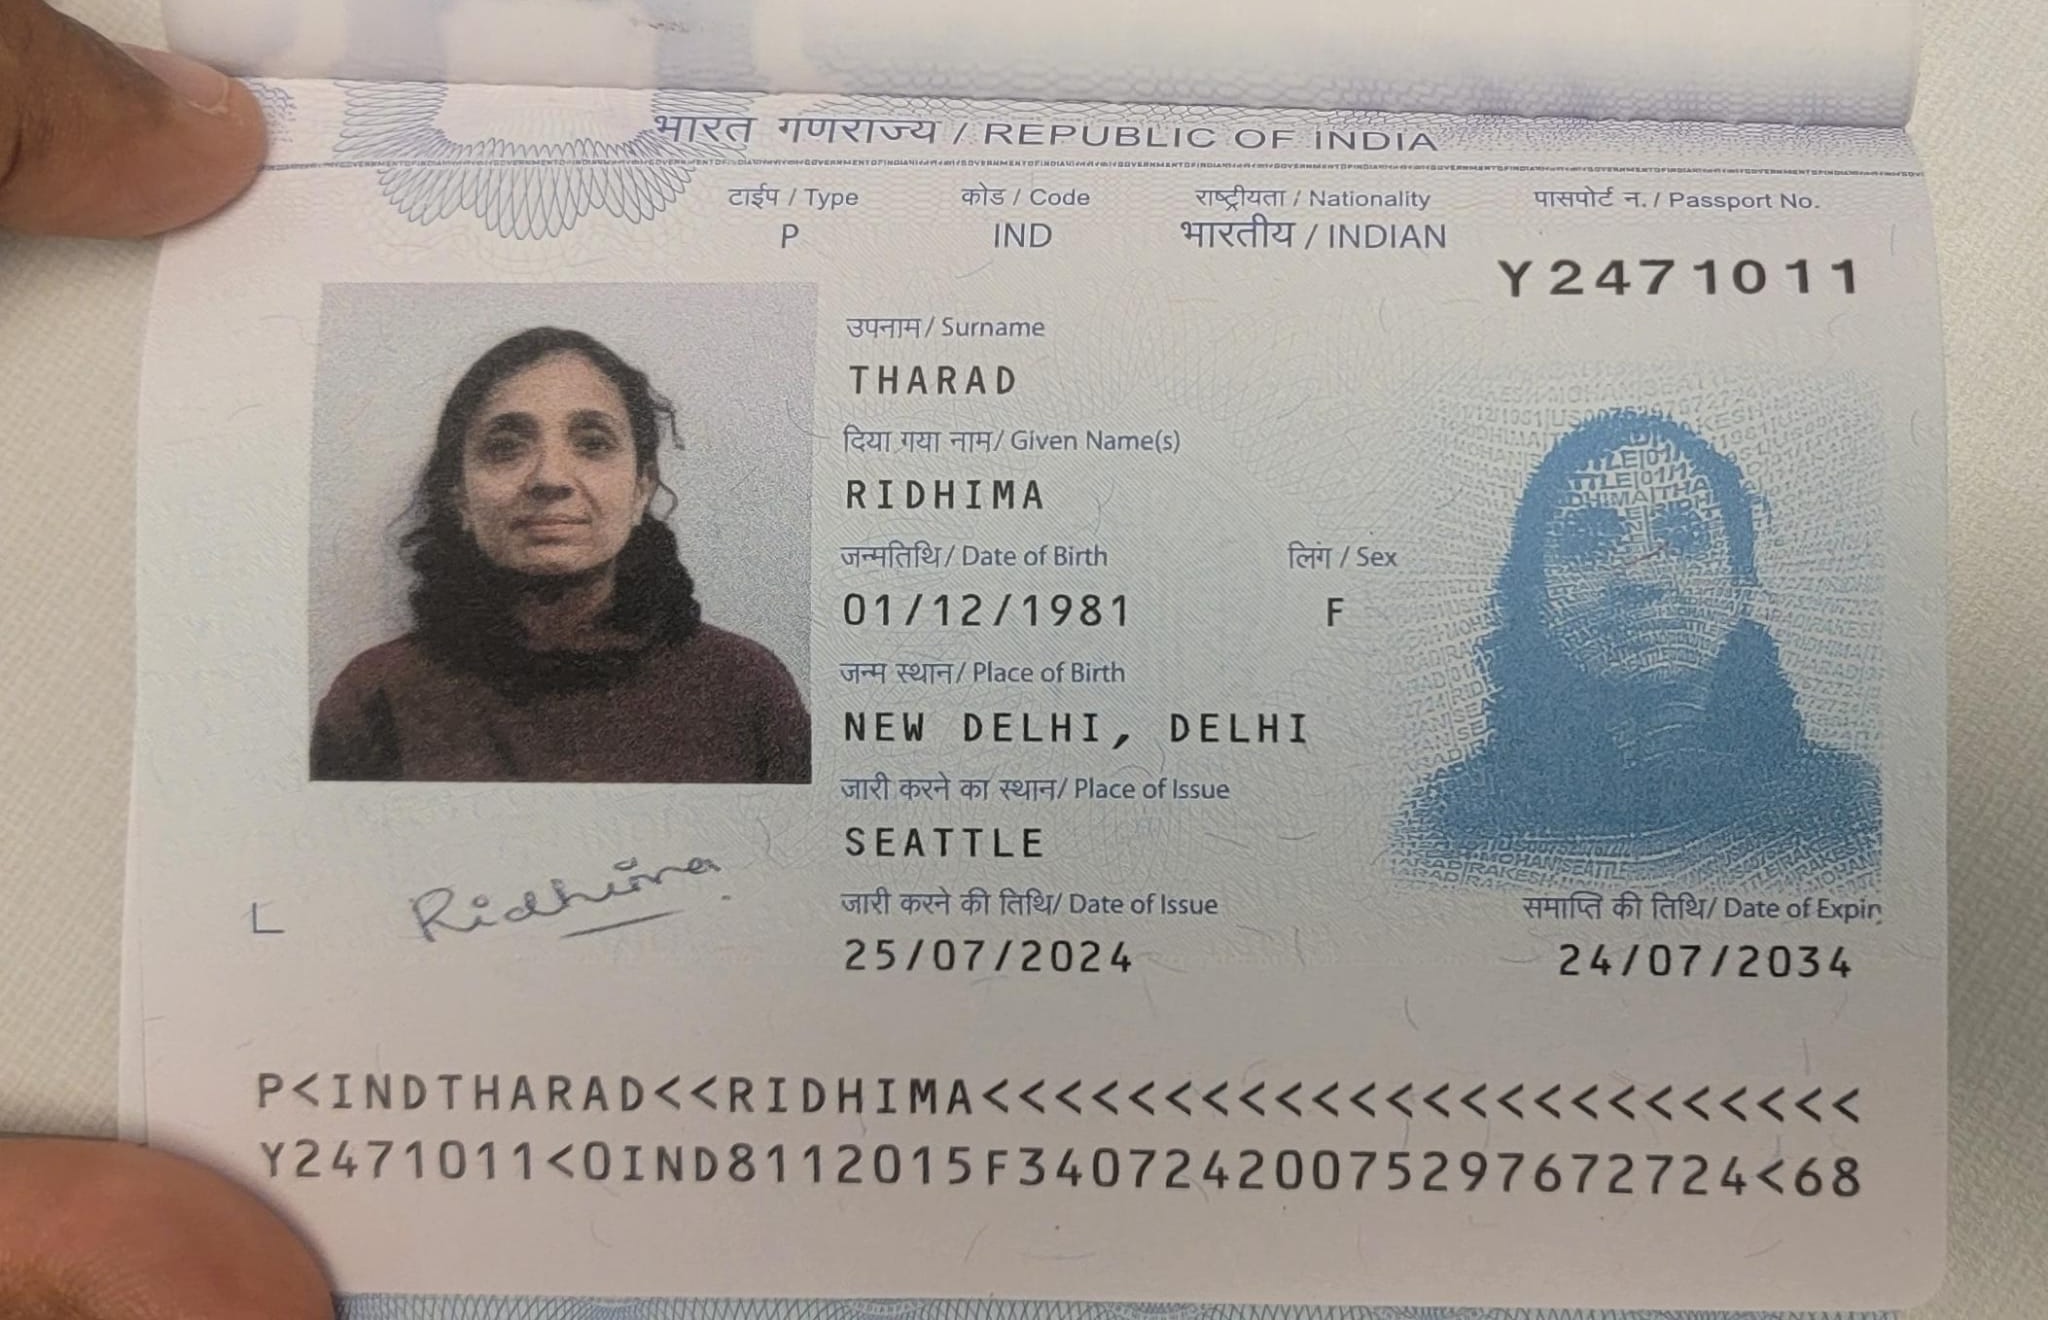 भारत गणराज्य / REPUBLIC OF INDIA
टाईप / Type कोड / Code राष्ट्रीयता / Nationality पासपोर्ट न. / Passport No.
P IND भारतीय / INDIAN Y2471011
उपनाम / Surname
THARAD
दिया गया नाम/ Given Name(s)
RIDHIMA
जन्मतिथि/ Date of Birth लिंग / Sex
01/12/1981 F
जन्म स्थान/ Place of Birth
NEW DELHI, DELHI
जारी करने का स्थान/ Place of Issue
SEATTLE
L Ridhima
जारी करने की तिथि/ Date of Issue समाप्ति की तिथि/ Date of Expiry
25/07/2024 24/07/2034
P<INDTHARAD<<RIDHIMA<<<<<<<<<<<<<<<<<<<<<<<<
Y2471011<0IND8112015F34072420075297672724<68